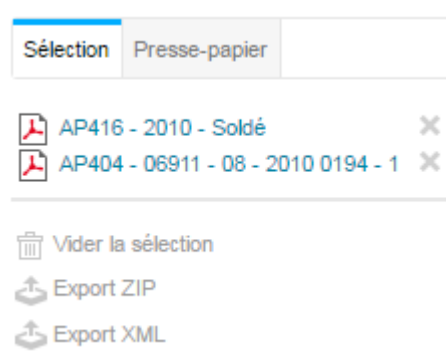 Sélection Presse-papier
AP416 - 2010 - Soldé
AP404 - 06911 - 08 - 2010 0194 - 1
Vider la sélection
Export ZIP
Export XML